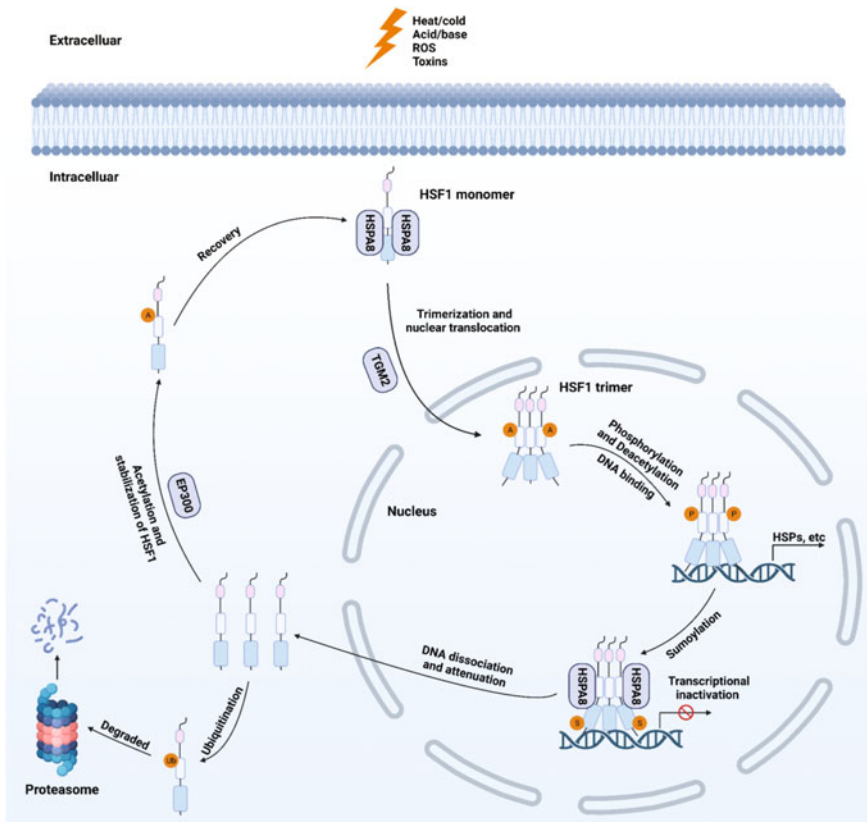 Extracelluar
Heat/cold
Acid/base
ROS
Toxins
Intracelluar
HSF1 monomer
HSPA8
HSPA8
Recovery
A
Trimerization and
nuclear translocation
TGM2
HSF1 trimer
A
A
Phosphorylation
and Deacetylation
DNA binding
Nucleus
P
P
HSPs, etc
Acetylation and
stabilization of HSF1
EP300
Sumoylation
DNA dissociation
and attenuation
HSPA8
HSPA8
Transcriptional
inactivation
S
S
Ubiquitination
Ub
Degraded
Proteasome